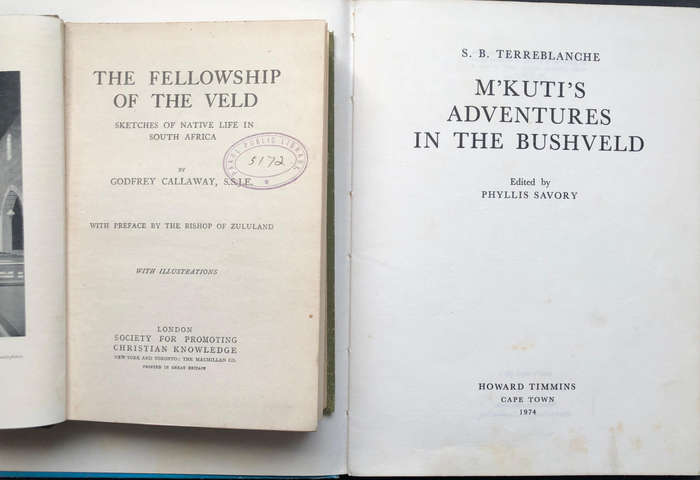 THE FELLOWSHIP
OF THE VELD
SKETCHES OF NATIVE LIFE IN
SOUTH AFRICA
BY
GODFREY CALLAWAY, S.S.J.E.
PUBLIC LIBRARY
5172
WITH PREFACE BY THE BISHOP OF ZULULAND
WITH ILLUSTRATIONS
LONDON
SOCIETY FOR PROMOTING
CHRISTIAN KNOWLEDGE
NEW YORK AND TORONTO: THE MACMILLAN CO.
PRINTED IN GREAT BRITAIN
S. B. TERREBLANCHE
M'KUTI'S
ADVENTURES
IN THE BUSHVELD
Edited by
PHYLLIS SAVORY
HOWARD TIMMINS
CAPE TOWN
1974